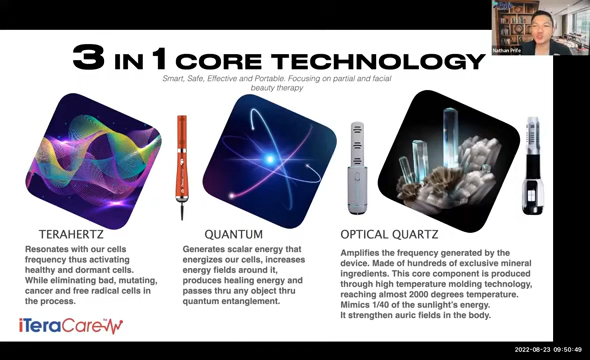 3 IN 1 CORE TECHNOLOGY
Smart, Safe, Effective and Portable. Focusing on partial and facial
beauty therapy
Nathan Prife
TERAHERTZ
Resonates with our cells
frequency thus activating
healthy and dormant cells.
While eliminating bad, mutating,
cancer and free radical cells in
the process.
QUANTUM
Generates scalar energy that
energizes our cells, increases
energy fields around it,
produces healing energy and
passes thru any object thru
quantum entanglement.
OPTICAL QUARTZ
Amplifies the frequency generated by the
device. Made of hundreds of exclusive mineral
ingredients. This core component is produced
through high temperature molding technology,
reaching almost 2000 degrees temperature.
Mimics 1/40 of the sunlight's energy.
It strengthen auric fields in the body.
iTeraCare
2022-08-23 09:50:49